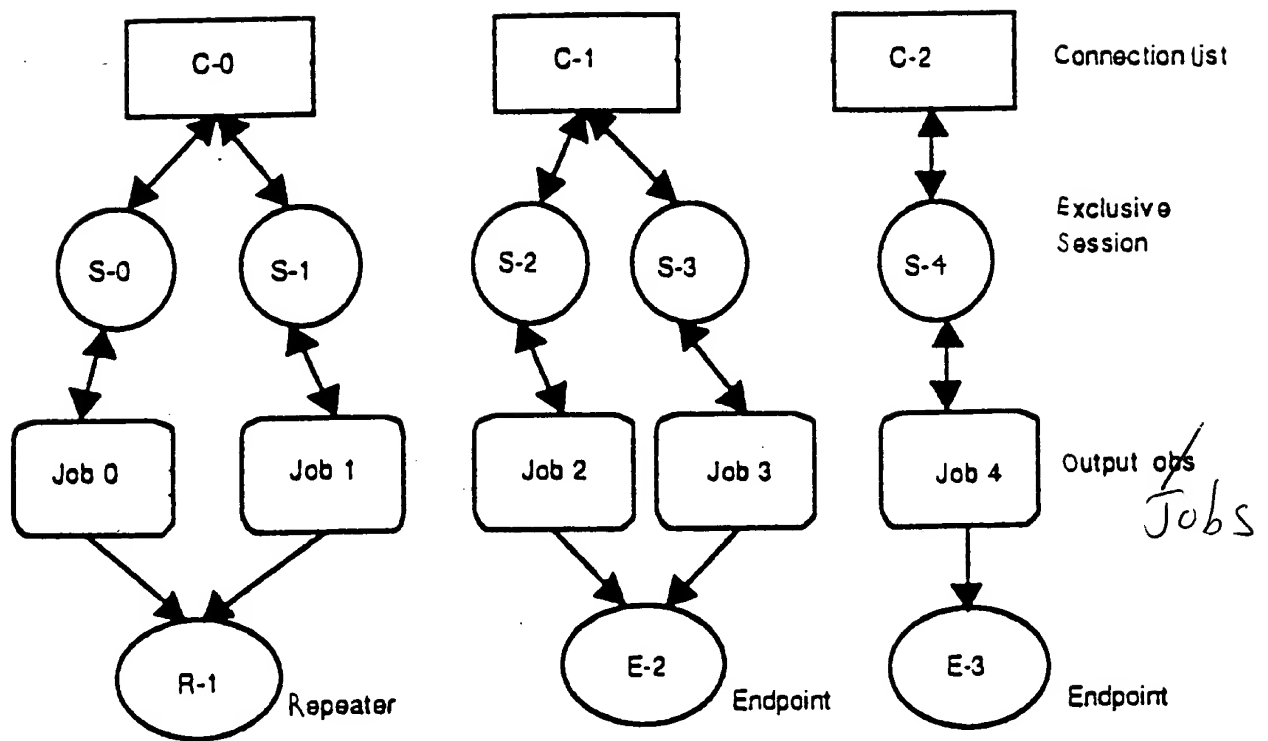 C-0
C-1
C-2
Connection List
S-0
S-1
S-2
S-3
S-4
Exclusive
Session
Job 0
Job 1
Job 2
Job 3
Job 4
Output obs
Jobs
R-1
Repeater
E-2
Endpoint
E-3
Endpoint